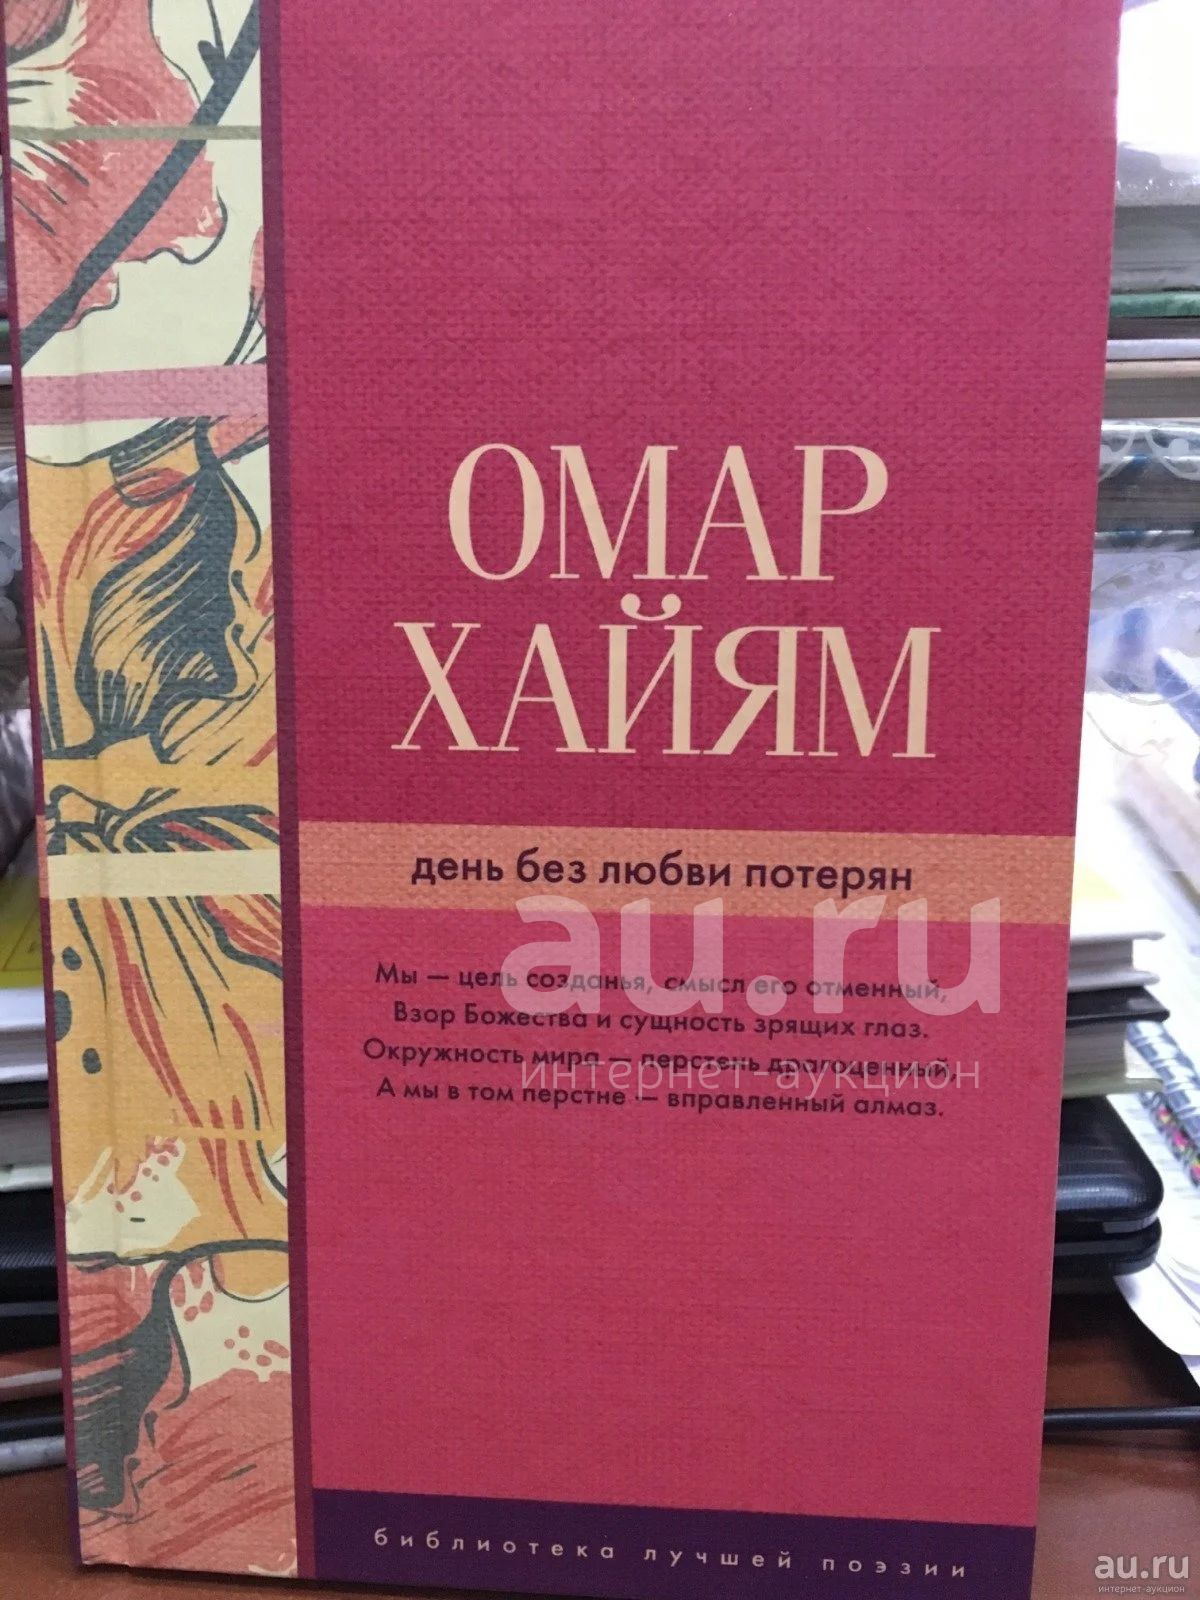 ОМАР
ХАЙЯМ
день без любви потерян
au.ru
Мы — цель созданья, смысл его отменный,
Взор Божества и сущность зрящих глаз.
Окружность мира — перстень драгоценный,
интернет-аукцион
А мы в том перстне — вправленный алмаз.
библиотека лучшей поэзии
au.ru
интернет-аукцион